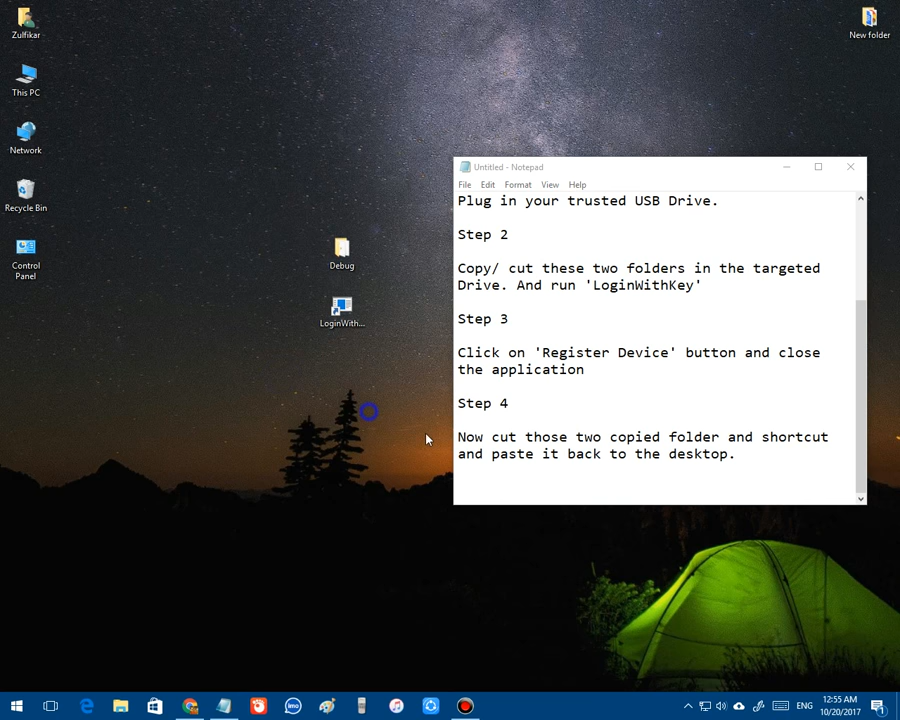 Zulfikar
This PC
Network
Recycle Bin
Control
Panel
Debug
LoginWith...
New folder
Untitled - Notepad
File Edit Format View Help
Plug in your trusted USB Drive.
Step 2
Copy/ cut these two folders in the targeted
Drive. And run 'LoginWithKey'
Step 3
Click on 'Register Device' button and close
the application
Step 4
Now cut those two copied folder and shortcut
and paste it back to the desktop.
imo
ENG
12:55 AM
10/20/2017
1